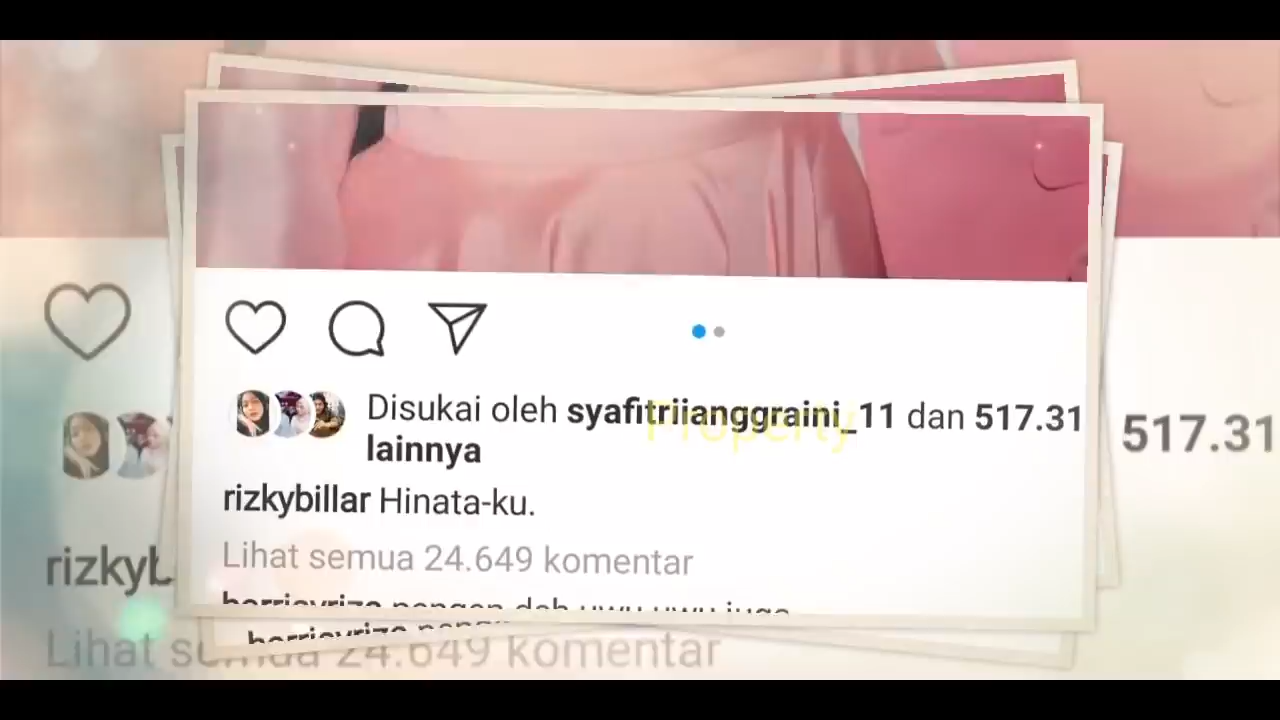 Disukai oleh syafitriianggraini_11 dan 517.31
lainnya
Property
rizkybillar Hinata-ku.
Lihat semua 24.649 komentar
517.31
Lihat semua 24.649 komentar